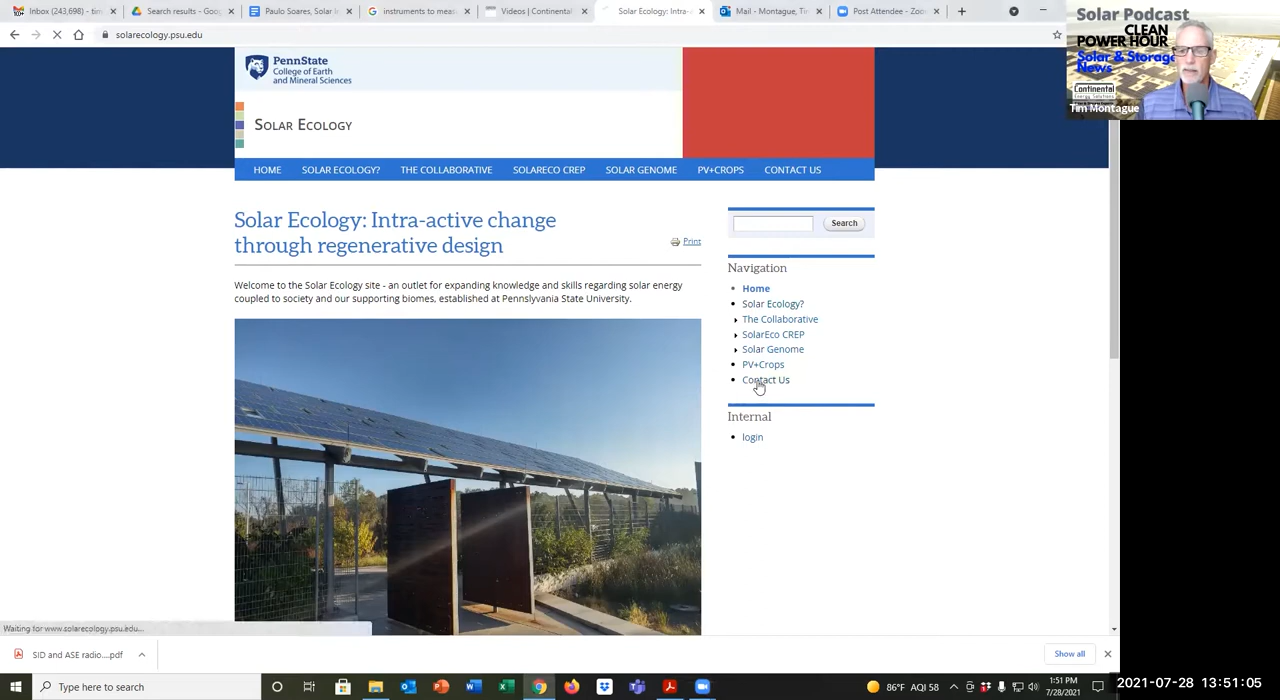 Inbox (243,698) - tim
Search results - Goo
Paulo Soares, Solar I
instruments to meas
Videos | Continental
Solar Ecology: Intra-
Mail - Montague, Tim
Post Attendee - Zoo
solarecology.psu.edu
Solar Podcast
CLEAN
POWER HOUR
Solar & Storage
News
Continental
Tim Montague
PennState
College of Earth
and Mineral Sciences
SOLAR ECOLOGY
HOME SOLAR ECOLOGY? THE COLLABORATIVE SOLARECO CREP SOLAR GENOME PV+CROPS CONTACT US
Solar Ecology: Intra-active change
through regenerative design
Print
Welcome to the Solar Ecology site - an outlet for expanding knowledge and skills regarding solar energy
coupled to society and our supporting biomes, established at Pennslyvania State University.
Search
Navigation
Home
Solar Ecology?
The Collaborative
SolarEco CREP
Solar Genome
PV+Crops
Contact Us
Internal
login
Waiting for www.solarecology.psu.edu...
SID and ASE radio....pdf
Show all
Type here to search
86°F AQI 58
1:51 PM
7/28/2021
2021-07-28 13:51:05